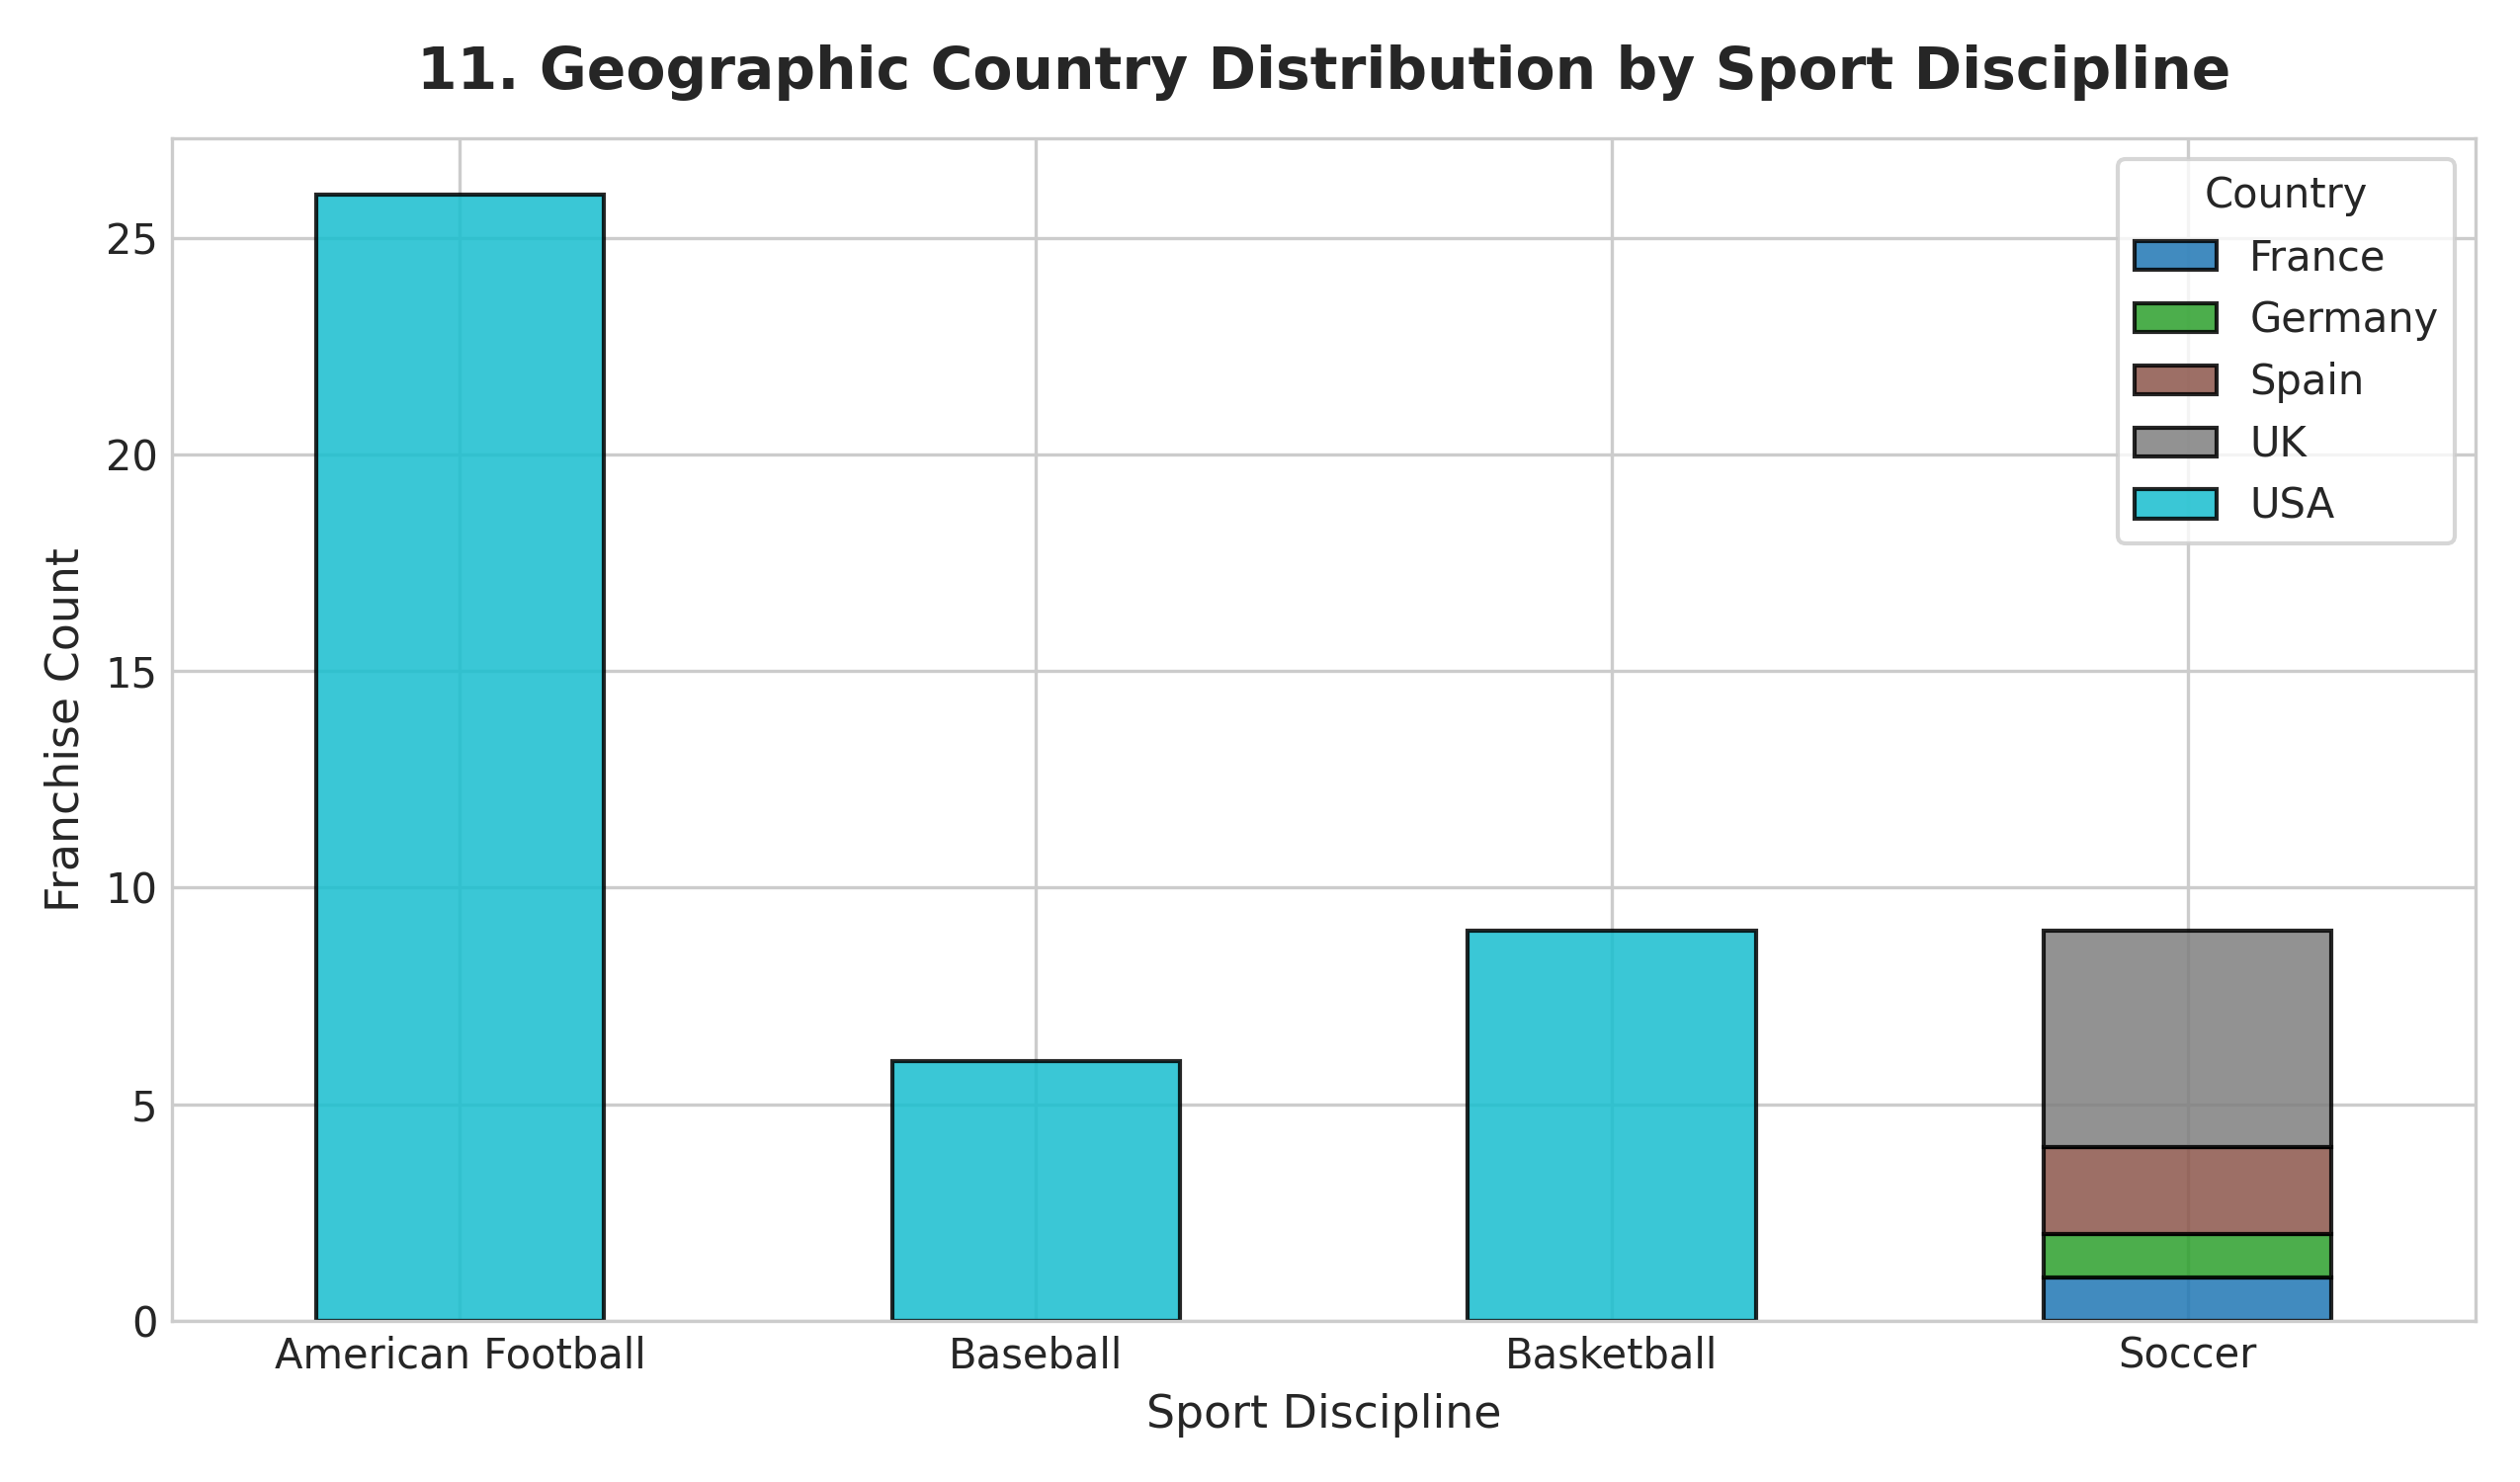 11. Geographic Country Distribution by Sport Discipline
Franchise Count
25
20
15
10
5
0
Country
France
Germany
Spain
UK
USA
American Football
Baseball
Basketball
Soccer
Sport Discipline